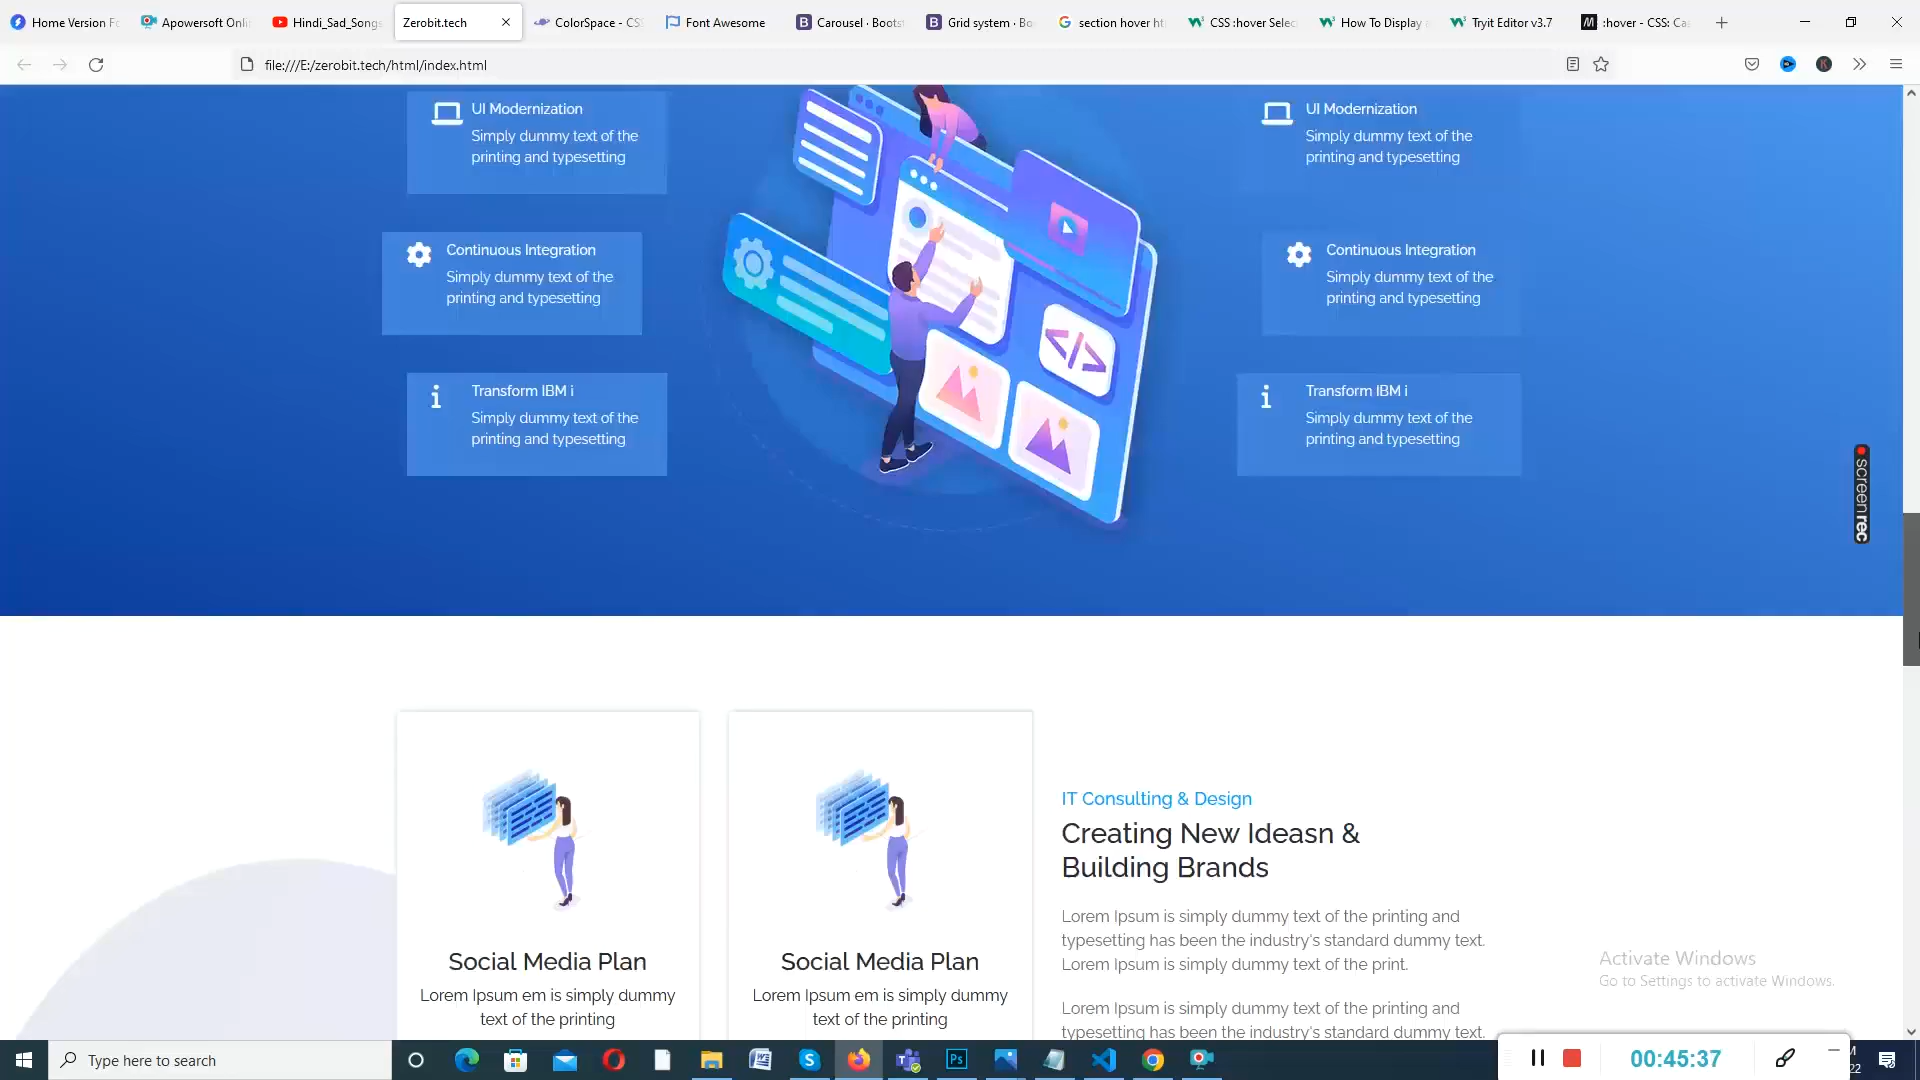 Home Version Fo
Apowersoft Onli
Hindi_Sad_Songs
Zerobit.tech
ColorSpace - CSS
Font Awesome
Carousel · Bootst
Grid system · Bo
section hover ht
CSS :hover Selec
How To Display
Tryit Editor v3.7
:hover - CSS: Ca
file:///E:/zerobit.tech/html/index.html
UI Modernization
Simply dummy text of the
printing and typesetting
UI Modernization
Simply dummy text of the
printing and typesetting
Continuous Integration
Simply dummy text of the
printing and typesetting
Continuous Integration
Simply dummy text of the
printing and typesetting
Transform IBM i
Simply dummy text of the
printing and typesetting
Transform IBM i
Simply dummy text of the
printing and typesetting
screenrec
IT Consulting & Design
Creating New Ideasn &
Building Brands
Lorem Ipsum is simply dummy text of the printing and
typesetting has been the industry's standard dummy text.
Lorem Ipsum is simply dummy text of the print.
Lorem Ipsum is simply dummy text of the printing and
typesetting has been the industry's standard dummy text.
Social Media Plan
Lorem Ipsum em is simply dummy
text of the printing
Social Media Plan
Lorem Ipsum em is simply dummy
text of the printing
Activate Windows
Go to Settings to activate Windows.
Type here to search
00:45:37